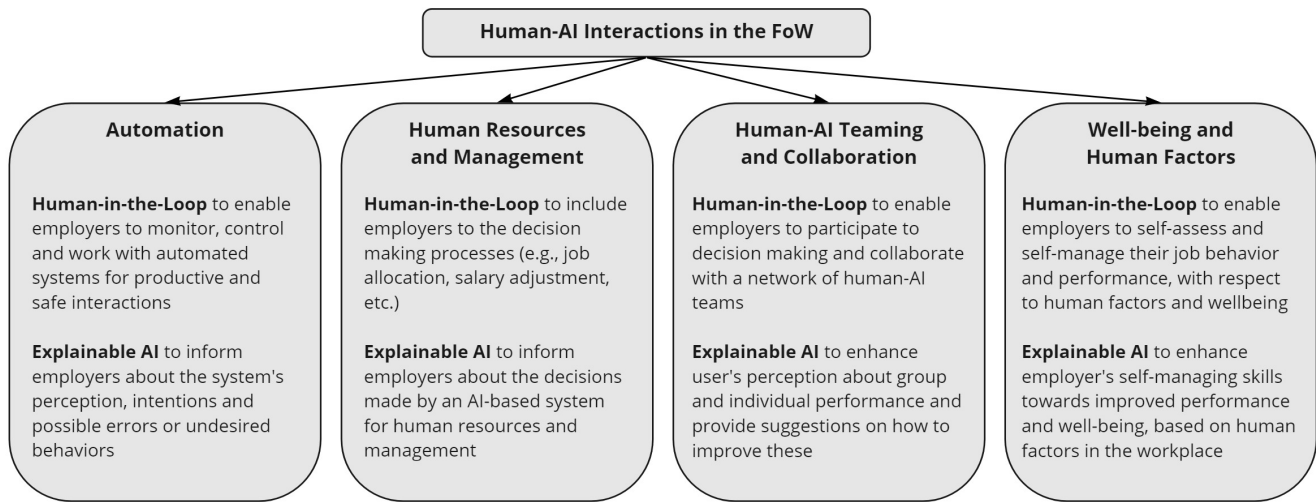 Human-AI Interactions in the FoW
Automation
Human-in-the-Loop to enable
employers to monitor, control
and work with automated
systems for productive and
safe interactions
Explainable AI to inform
employers about the system's
perception, intentions and
possible errors or undesired
behaviors
Human Resources
and Management
Human-in-the-Loop to include
employers to the decision
making processes (e.g., job
allocation, salary adjustment,
etc.)
Explainable AI to inform
employers about the decisions
made by an AI-based system
for human resources and
management
Human-AI Teaming
and Collaboration
Human-in-the-Loop to enable
employers to participate to
decision making and collaborate
with a network of human-AI
teams
Explainable AI to enhance
user's perception about group
and individual performance and
provide suggestions on how to
improve these
Well-being and
Human Factors
Human-in-the-Loop to enable
employers to self-assess and
self-manage their job behavior
and performance, with respect
to human factors and wellbeing
Explainable AI to enhance
employer's self-managing skills
towards improved performance
and well-being, based on human
factors in the workplace